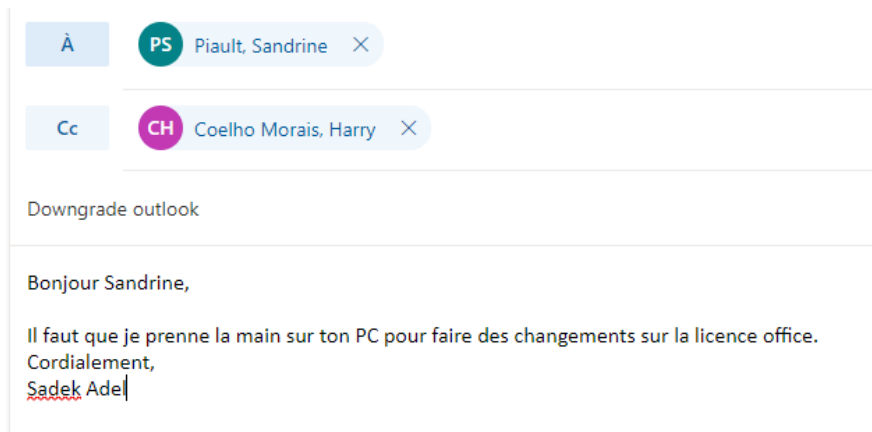 À
PS Piault, Sandrine
Cc
CH Coelho Morais, Harry
Downgrade outlook
Bonjour Sandrine,
Il faut que je prenne la main sur ton PC pour faire des changements sur la licence office.
Cordialement,
Sadek Adel